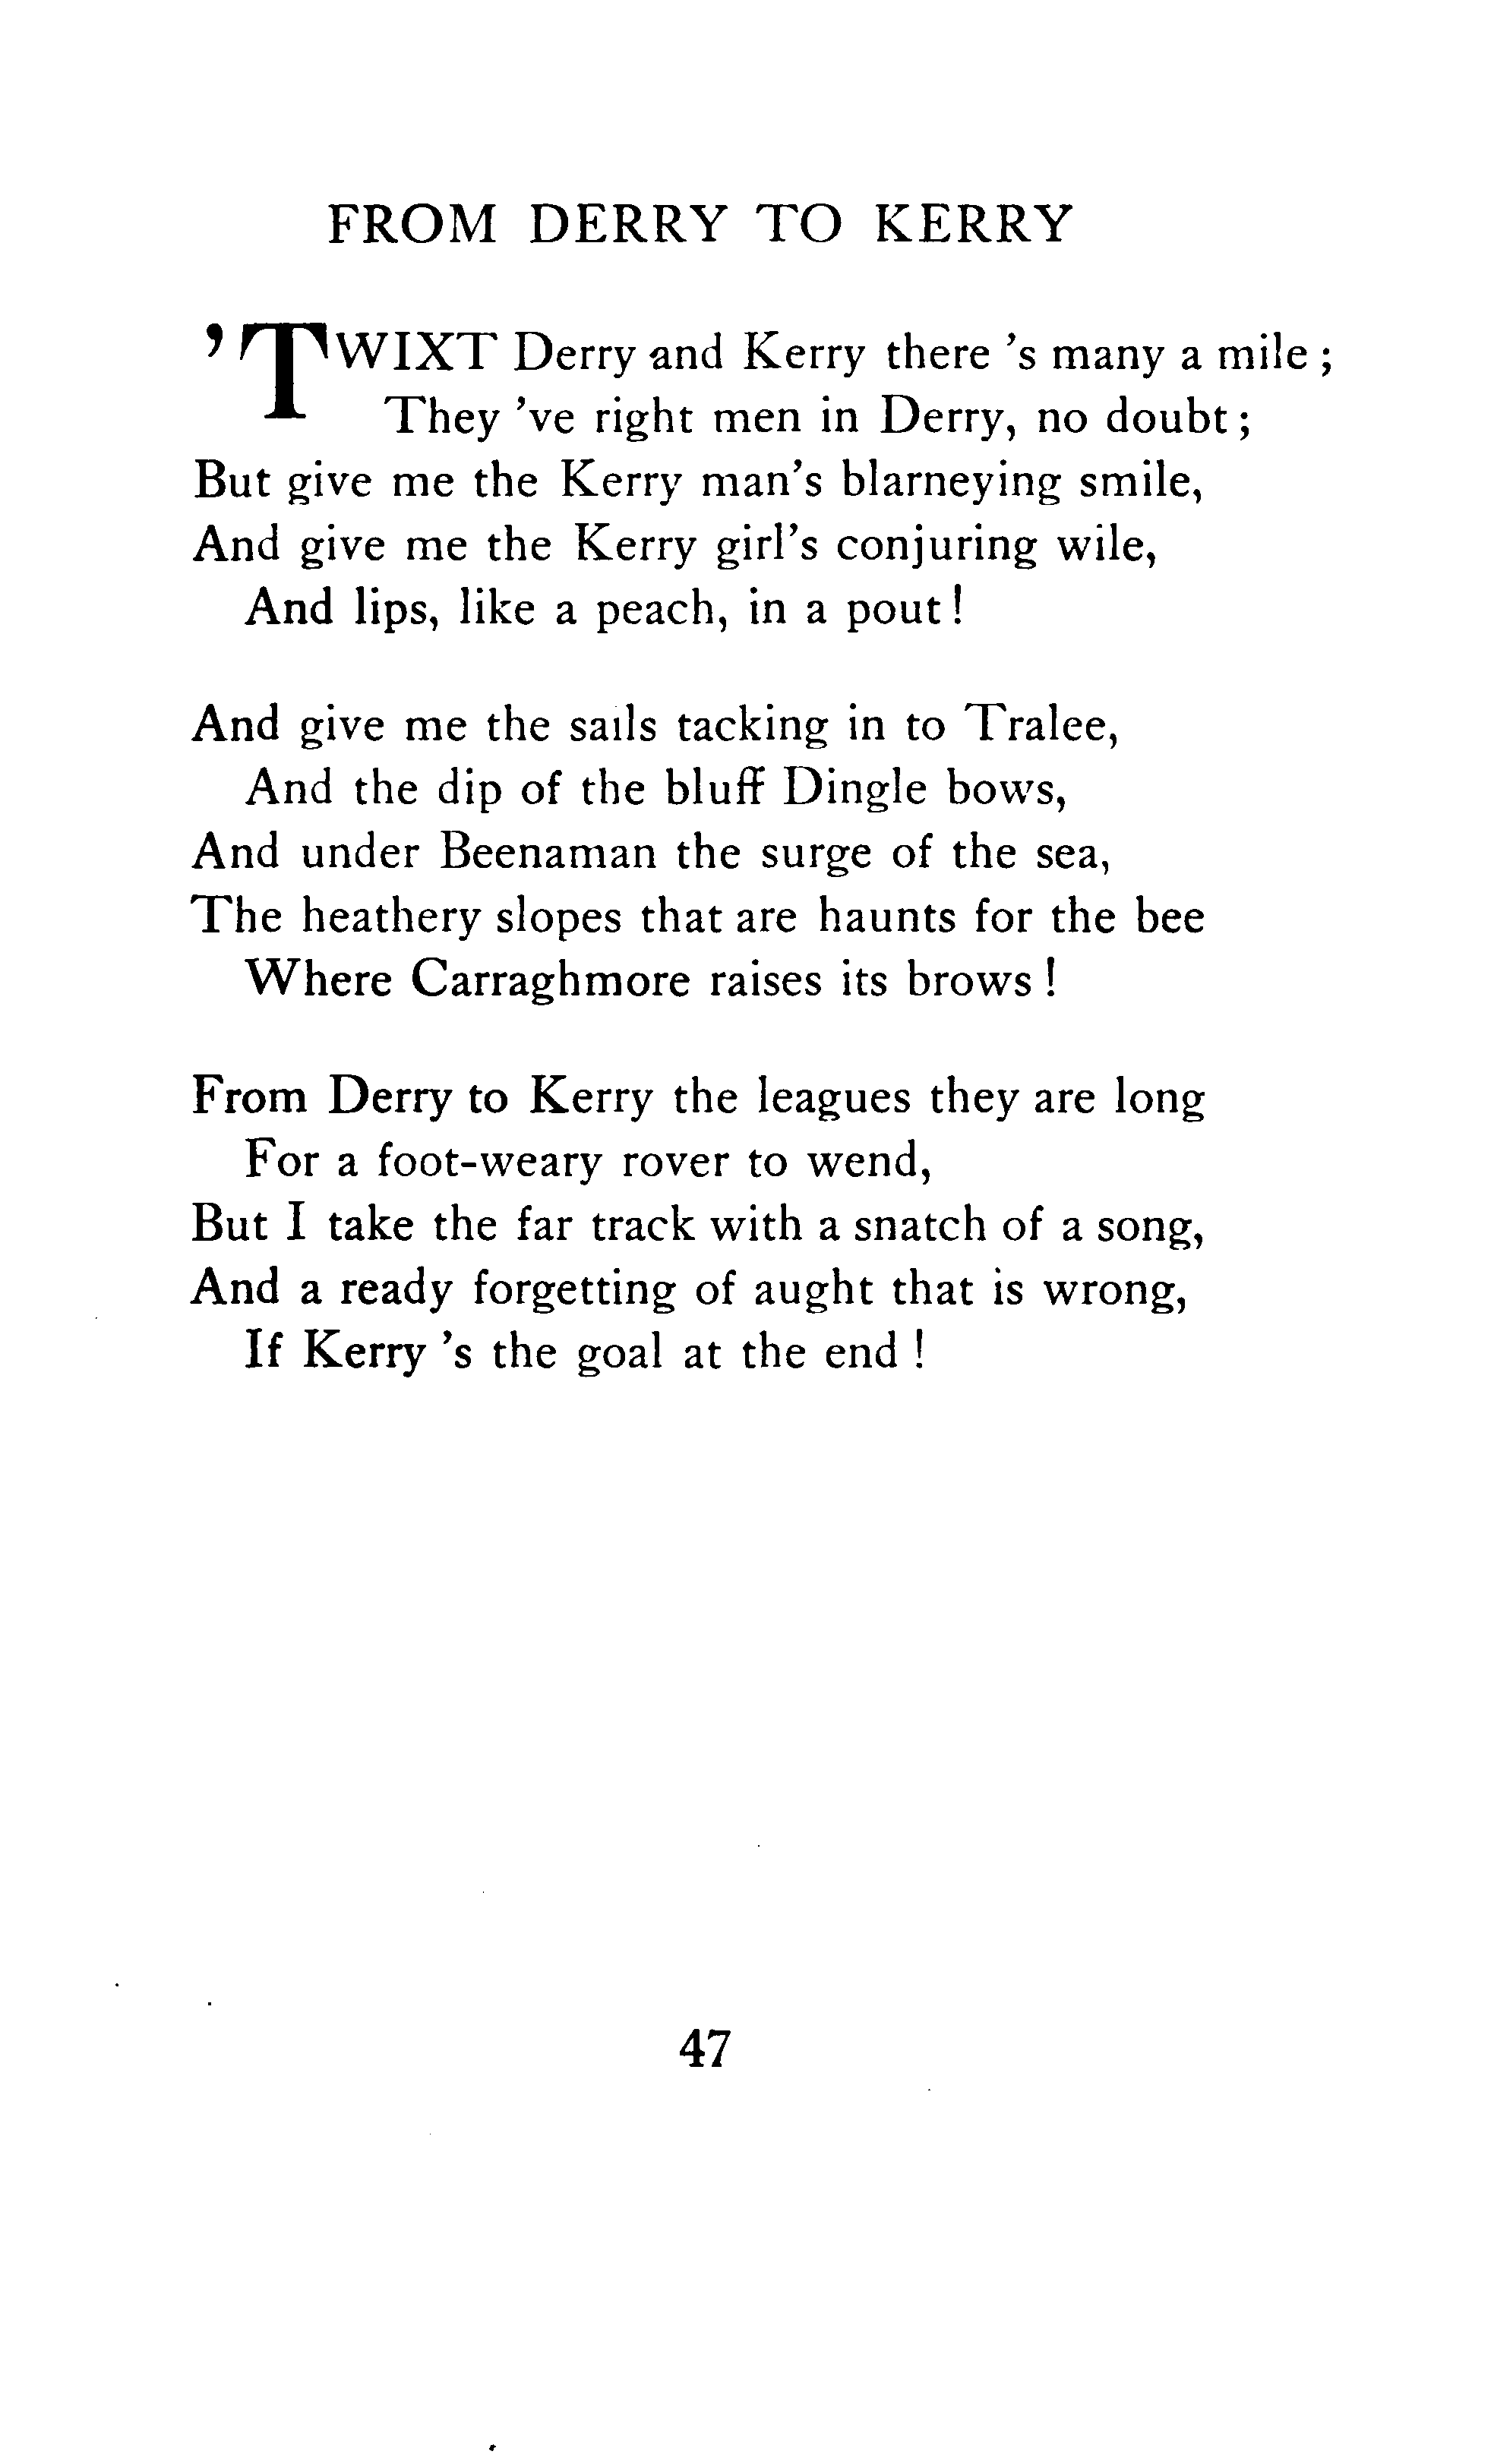 FROM DERRY TO KERRY
’TWIXT Derry and Kerry there ’s many a mile ;
They ’ve right men in Derry, no doubt ;
But give me the Kerry man’s blarneying smile,
And give me the Kerry girl’s conjuring wile,
And lips, like a peach, in a pout !
And give me the sails tacking in to Tralee,
And the dip of the bluff Dingle bows,
And under Beenaman the surge of the sea,
The heathery slopes that are haunts for the bee
Where Carraghmore raises its brows !
From Derry to Kerry the leagues they are long
For a foot-weary rover to wend,
But I take the far track with a snatch of a song,
And a ready forgetting of aught that is wrong,
If Kerry ’s the goal at the end !
47